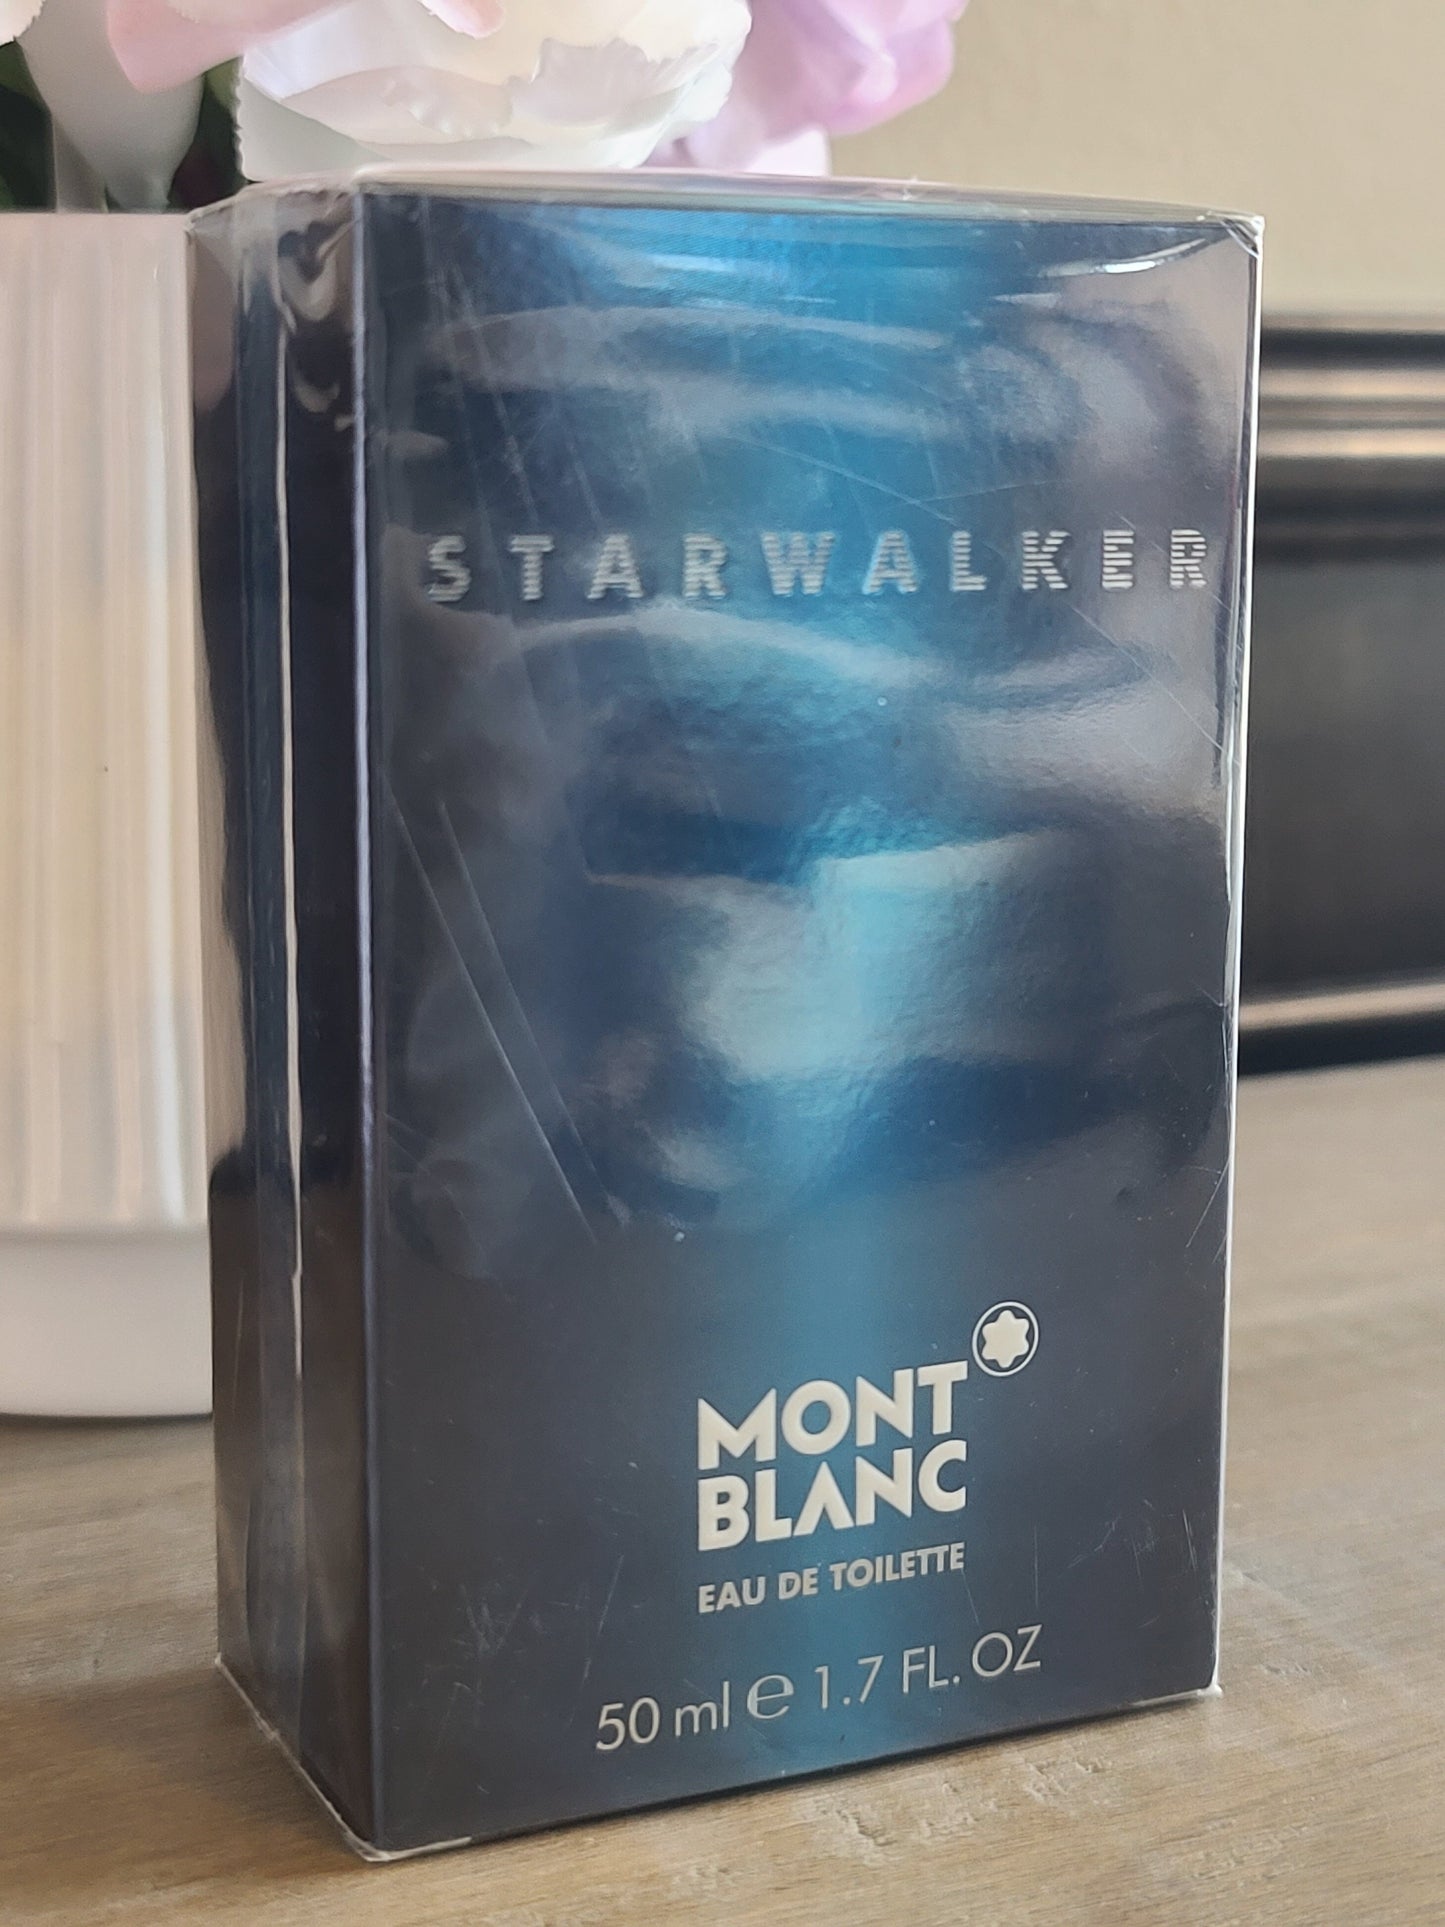 STARWALKER
MONT
BLANC
EAU DE TOILETTE
50 ml e 1.7 FL. OZ